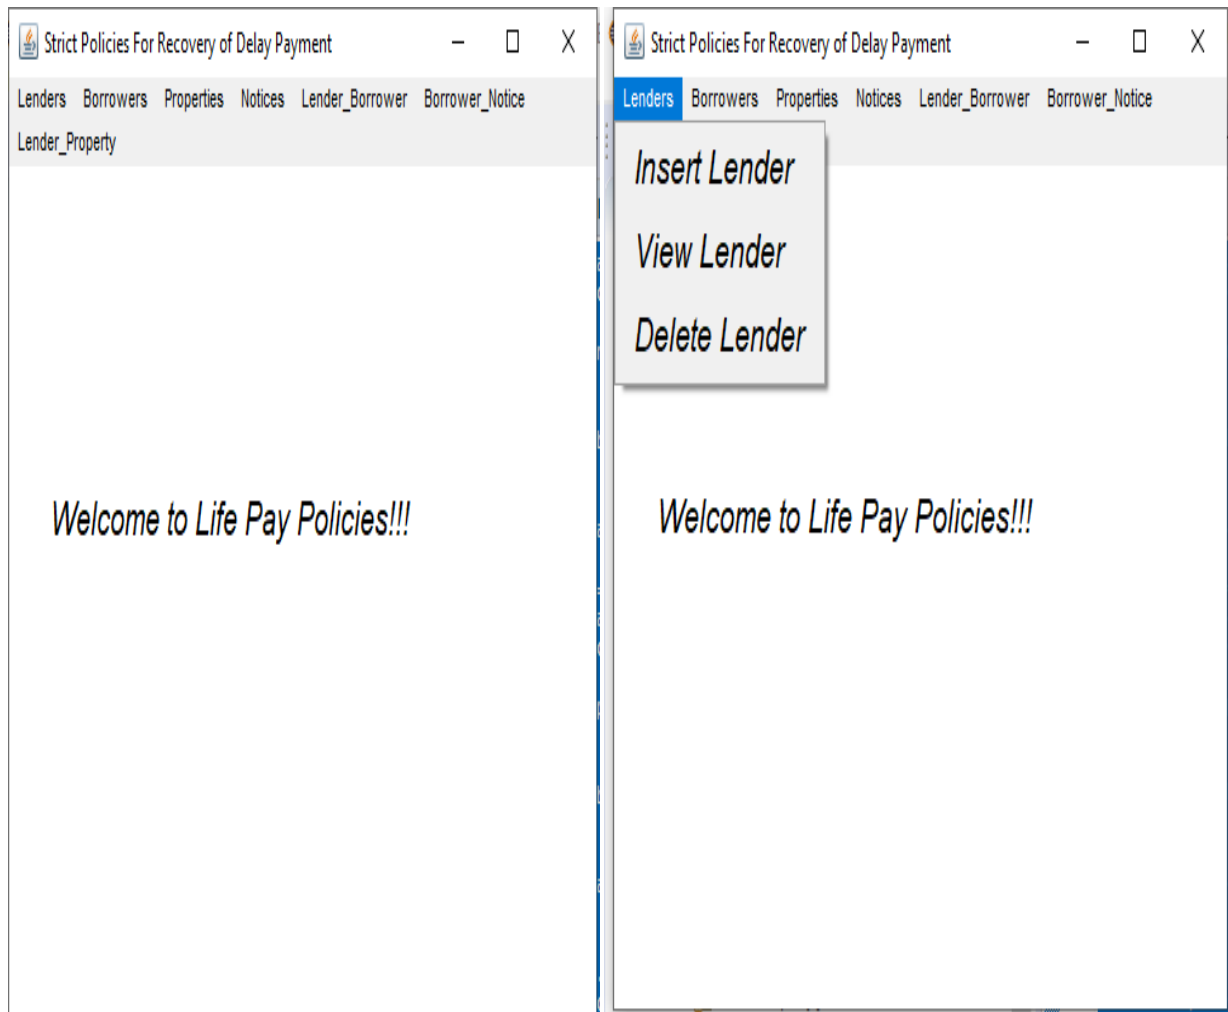 Strict Policies For Recovery of Delay Payment
Lenders Borrowers Properties Notices Lender_Borrower Borrower_Notice
Lender_Property
Welcome to Life Pay Policies!!!
Strict Policies For Recovery of Delay Payment
Lenders Borrowers Properties Notices Lender_Borrower Borrower_Notice
Insert Lender
View Lender
Delete Lender
Welcome to Life Pay Policies!!!